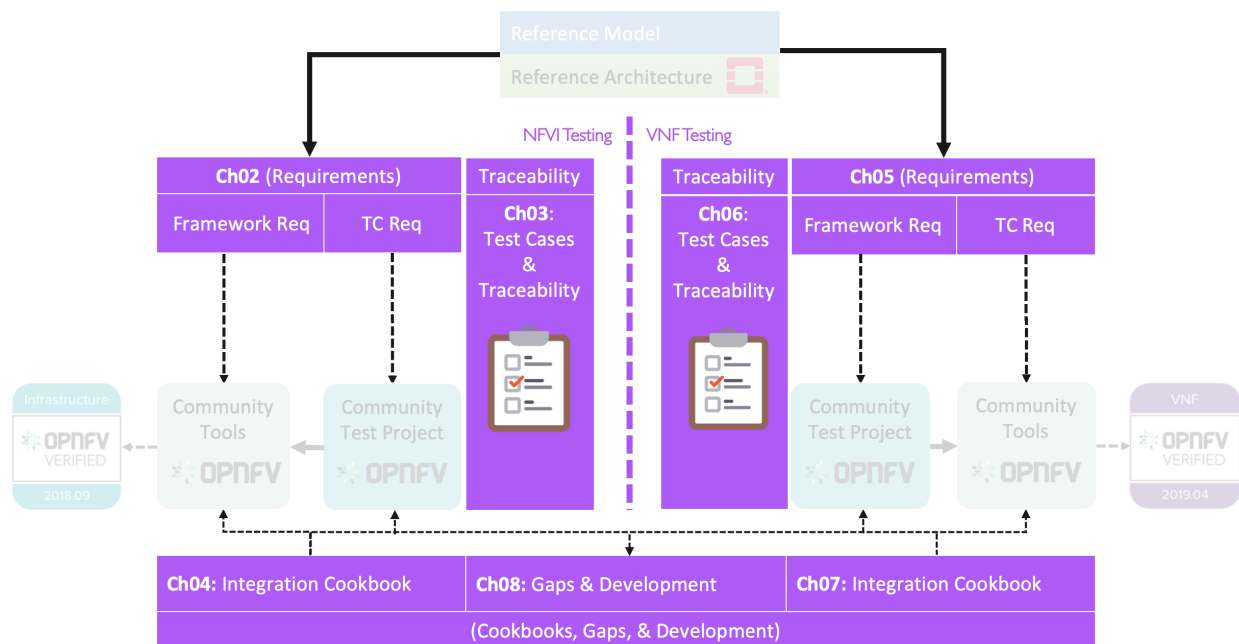 Reference Model
Reference Architecture
NFVI Testing
VNF Testing
Ch02 (Requirements)
Framework Req
TC Req
Traceability
Ch03:
Test Cases
&
Traceability
Traceability
Ch06:
Test Cases
&
Traceability
Ch05 (Requirements)
Framework Req
TC Req
Infrastructure
OPNFV
VERIFIED
2018.09
Community
Tools
OPNFV
Community
Test Project
OPNFV
Community
Test Project
OPNFV
Community
Tools
OPNFV
VNF
OPNFV
VERIFIED
2019.04
Ch04: Integration Cookbook
Ch08: Gaps & Development
Ch07: Integration Cookbook
(Cookbooks, Gaps, & Development)